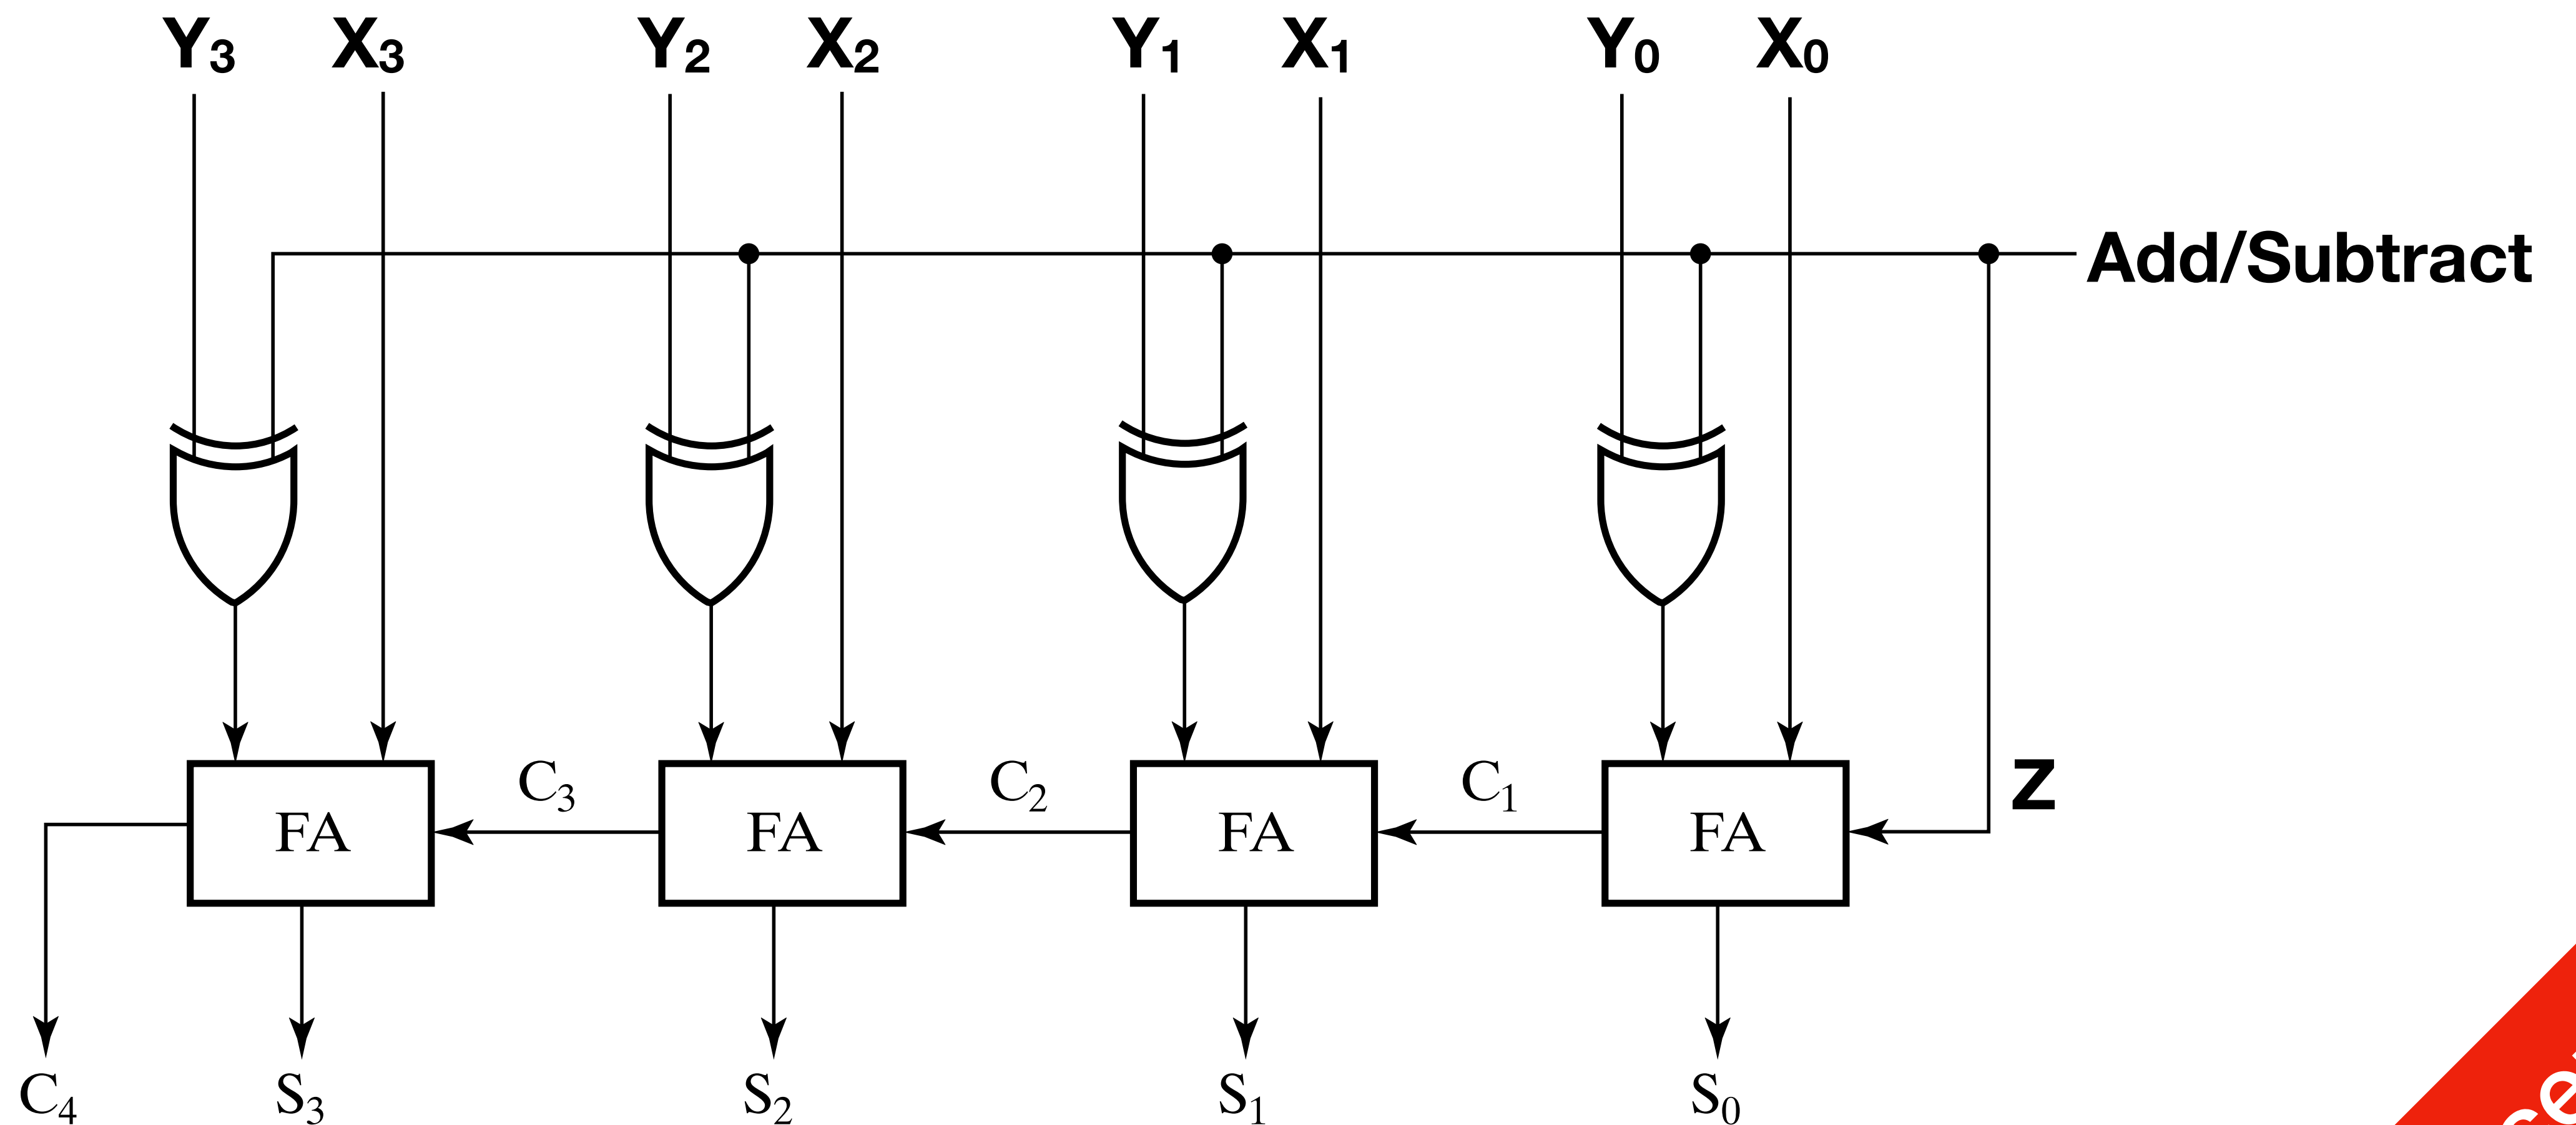 Y₃ X₃ Y₂ X₂ Y₁ X₁ Y₀ X₀
Add/Subtract
C₃ C₂ C₁ Z
FA FA FA FA
C₄ S₃ S₂ S₁ S₀